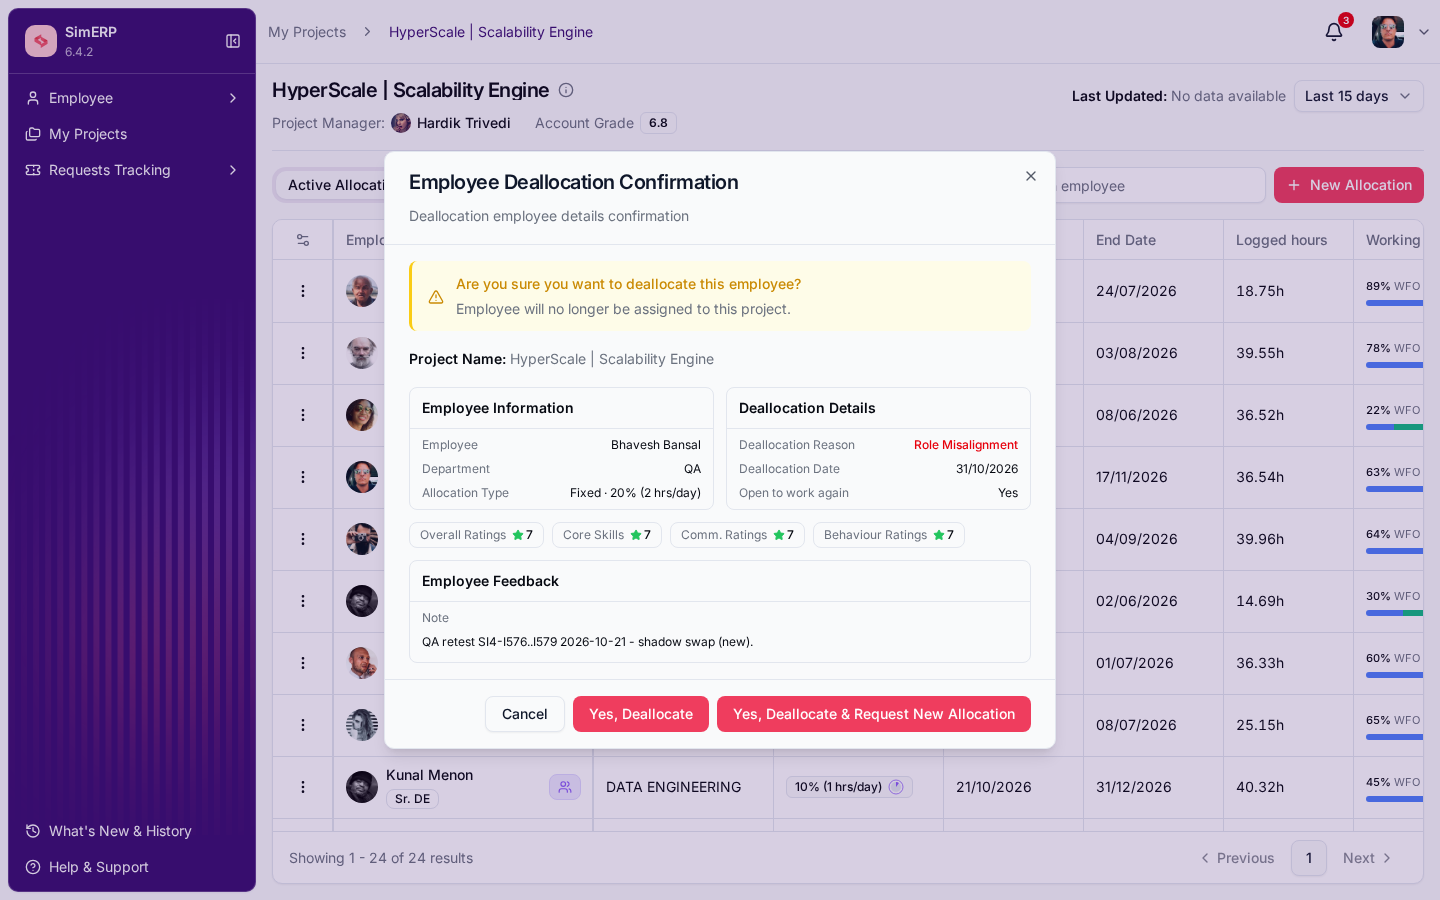 SimERP
6.4.2
Employee
My Projects
Requests Tracking
What's New & History
Help & Support
My Projects
HyperScale | Scalability Engine
3
HyperScale | Scalability Engine
Project Manager: Hardik Trivedi
Account Grade 6.8
Last Updated: No data available
Last 15 days
Active Allocati
employee
New Allocation
Emplo
End Date
Logged hours
Working
24/07/2026 18.75h 89% WFO
03/08/2026 39.55h 78% WFO
08/06/2026 36.52h 22% WFO
17/11/2026 36.54h 63% WFO
04/09/2026 39.96h 64% WFO
02/06/2026 14.69h 30% WFO
01/07/2026 36.33h 60% WFO
08/07/2026 25.15h 65% WFO
Kunal Menon
Sr. DE
DATA ENGINEERING
10% (1 hrs/day)
21/10/2026
31/12/2026
40.32h
45% WFO
Showing 1 - 24 of 24 results
Previous
1
Next
Employee Deallocation Confirmation
Deallocation employee details confirmation
Are you sure you want to deallocate this employee?
Employee will no longer be assigned to this project.
Project Name: HyperScale | Scalability Engine
Employee Information
Employee Bhavesh Bansal
Department QA
Allocation Type Fixed · 20% (2 hrs/day)
Deallocation Details
Deallocation Reason Role Misalignment
Deallocation Date 31/10/2026
Open to work again Yes
Overall Ratings 7
Core Skills 7
Comm. Ratings 7
Behaviour Ratings 7
Employee Feedback
Note
QA retest SI4-I576..I579 2026-10-21 - shadow swap (new).
Cancel
Yes, Deallocate
Yes, Deallocate & Request New Allocation